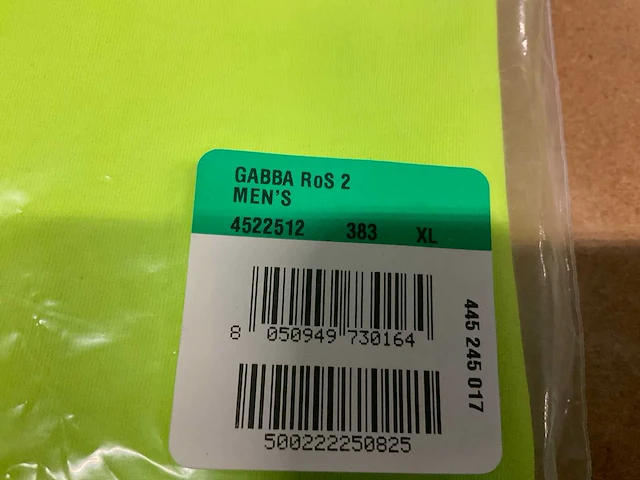 GABBA RoS 2
MEN'S
4522512 383 XL
8 050949 730164
445 245 017
500222250825